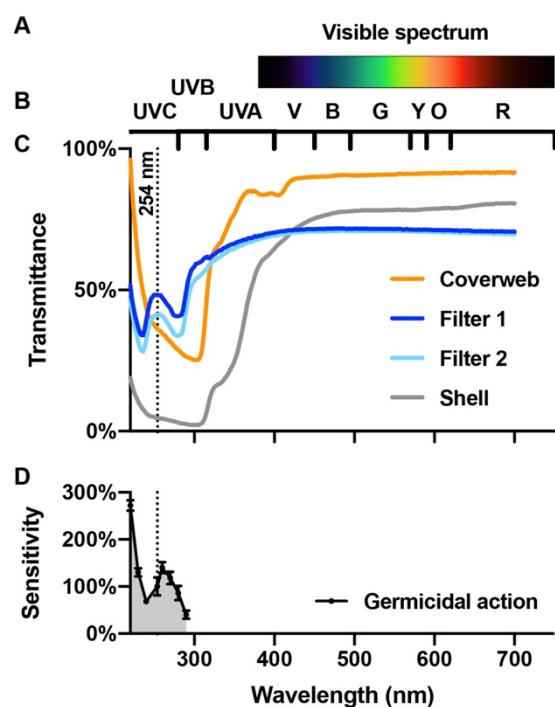 A
Visible spectrum
B
UVC UVB UVA V B G Y O R
C
100%
50%
0%
Transmittance
254 nm
Coverweb
Filter 1
Filter 2
Shell
D
300%
200%
100%
0%
Sensitivity
Germicidal action
300 400 500 600 700
Wavelength (nm)